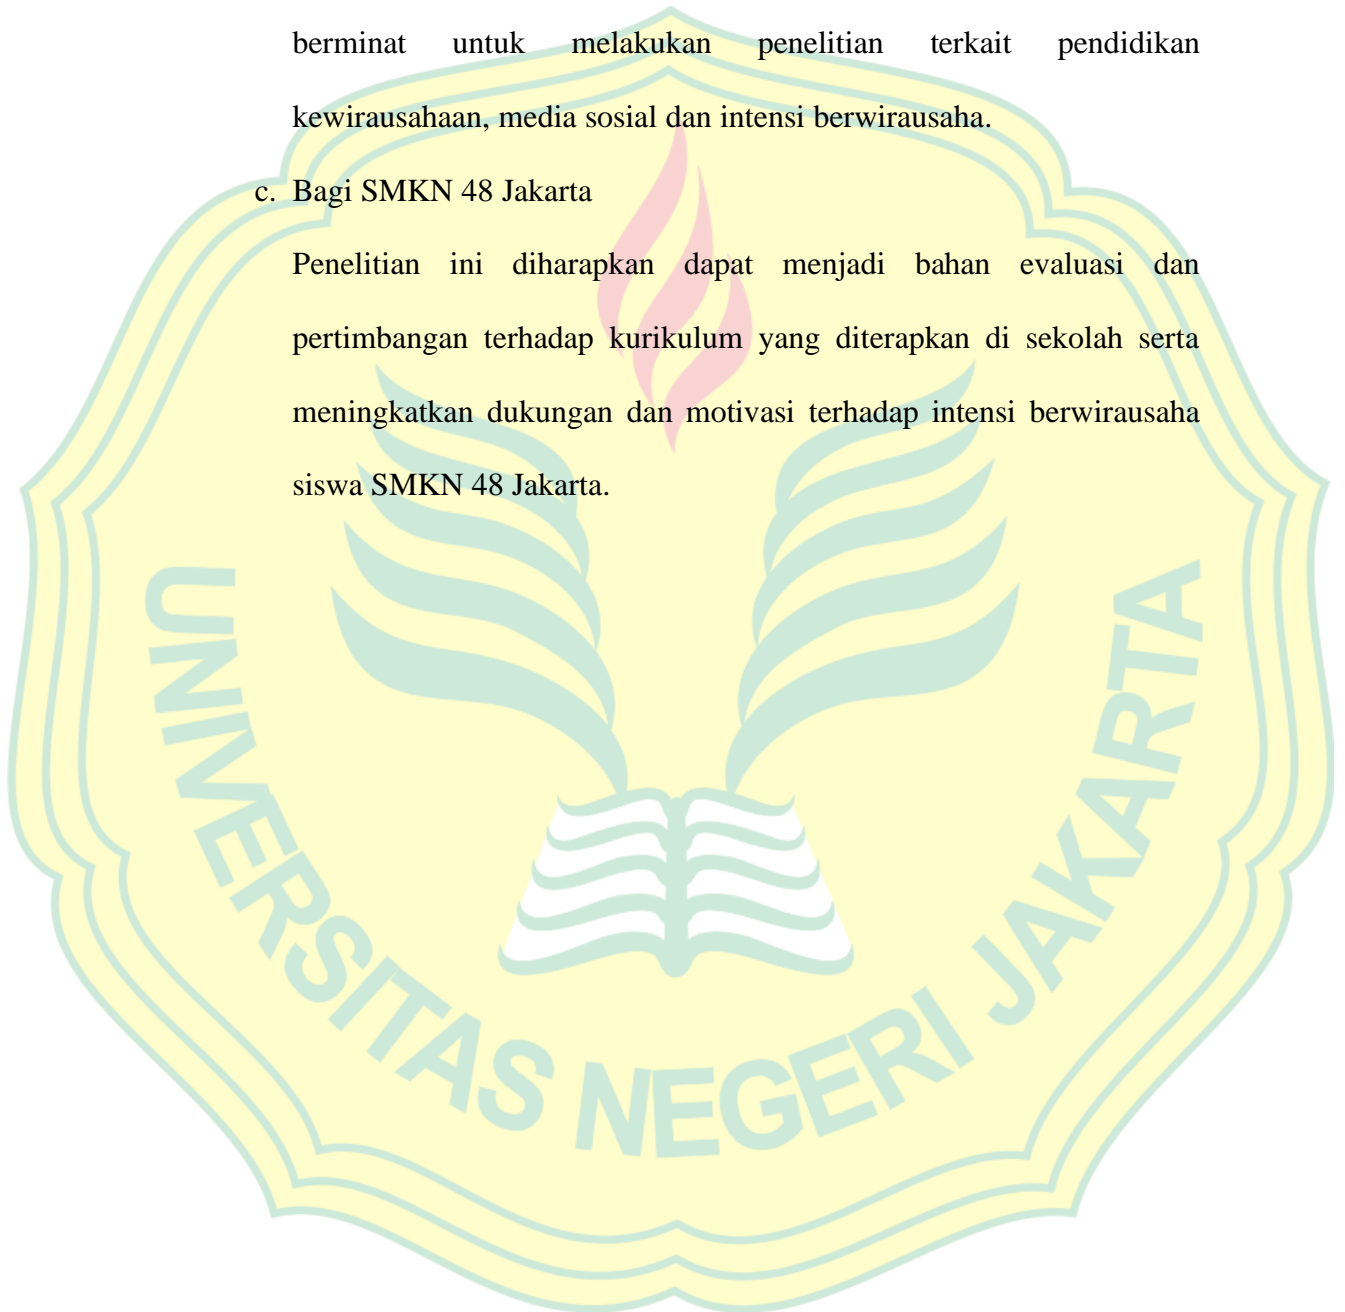 berminat untuk melakukan penelitian terkait pendidikan
kewirausahaan, media sosial dan intensi berwirausaha.
c. Bagi SMKN 48 Jakarta
Penelitian ini diharapkan dapat menjadi bahan evaluasi dan
pertimbangan terhadap kurikulum yang diterapkan di sekolah serta
meningkatkan dukungan dan motivasi terhadap intensi berwirausaha
siswa SMKN 48 Jakarta.
UNIVERSITAS NEGERI JAKARTA